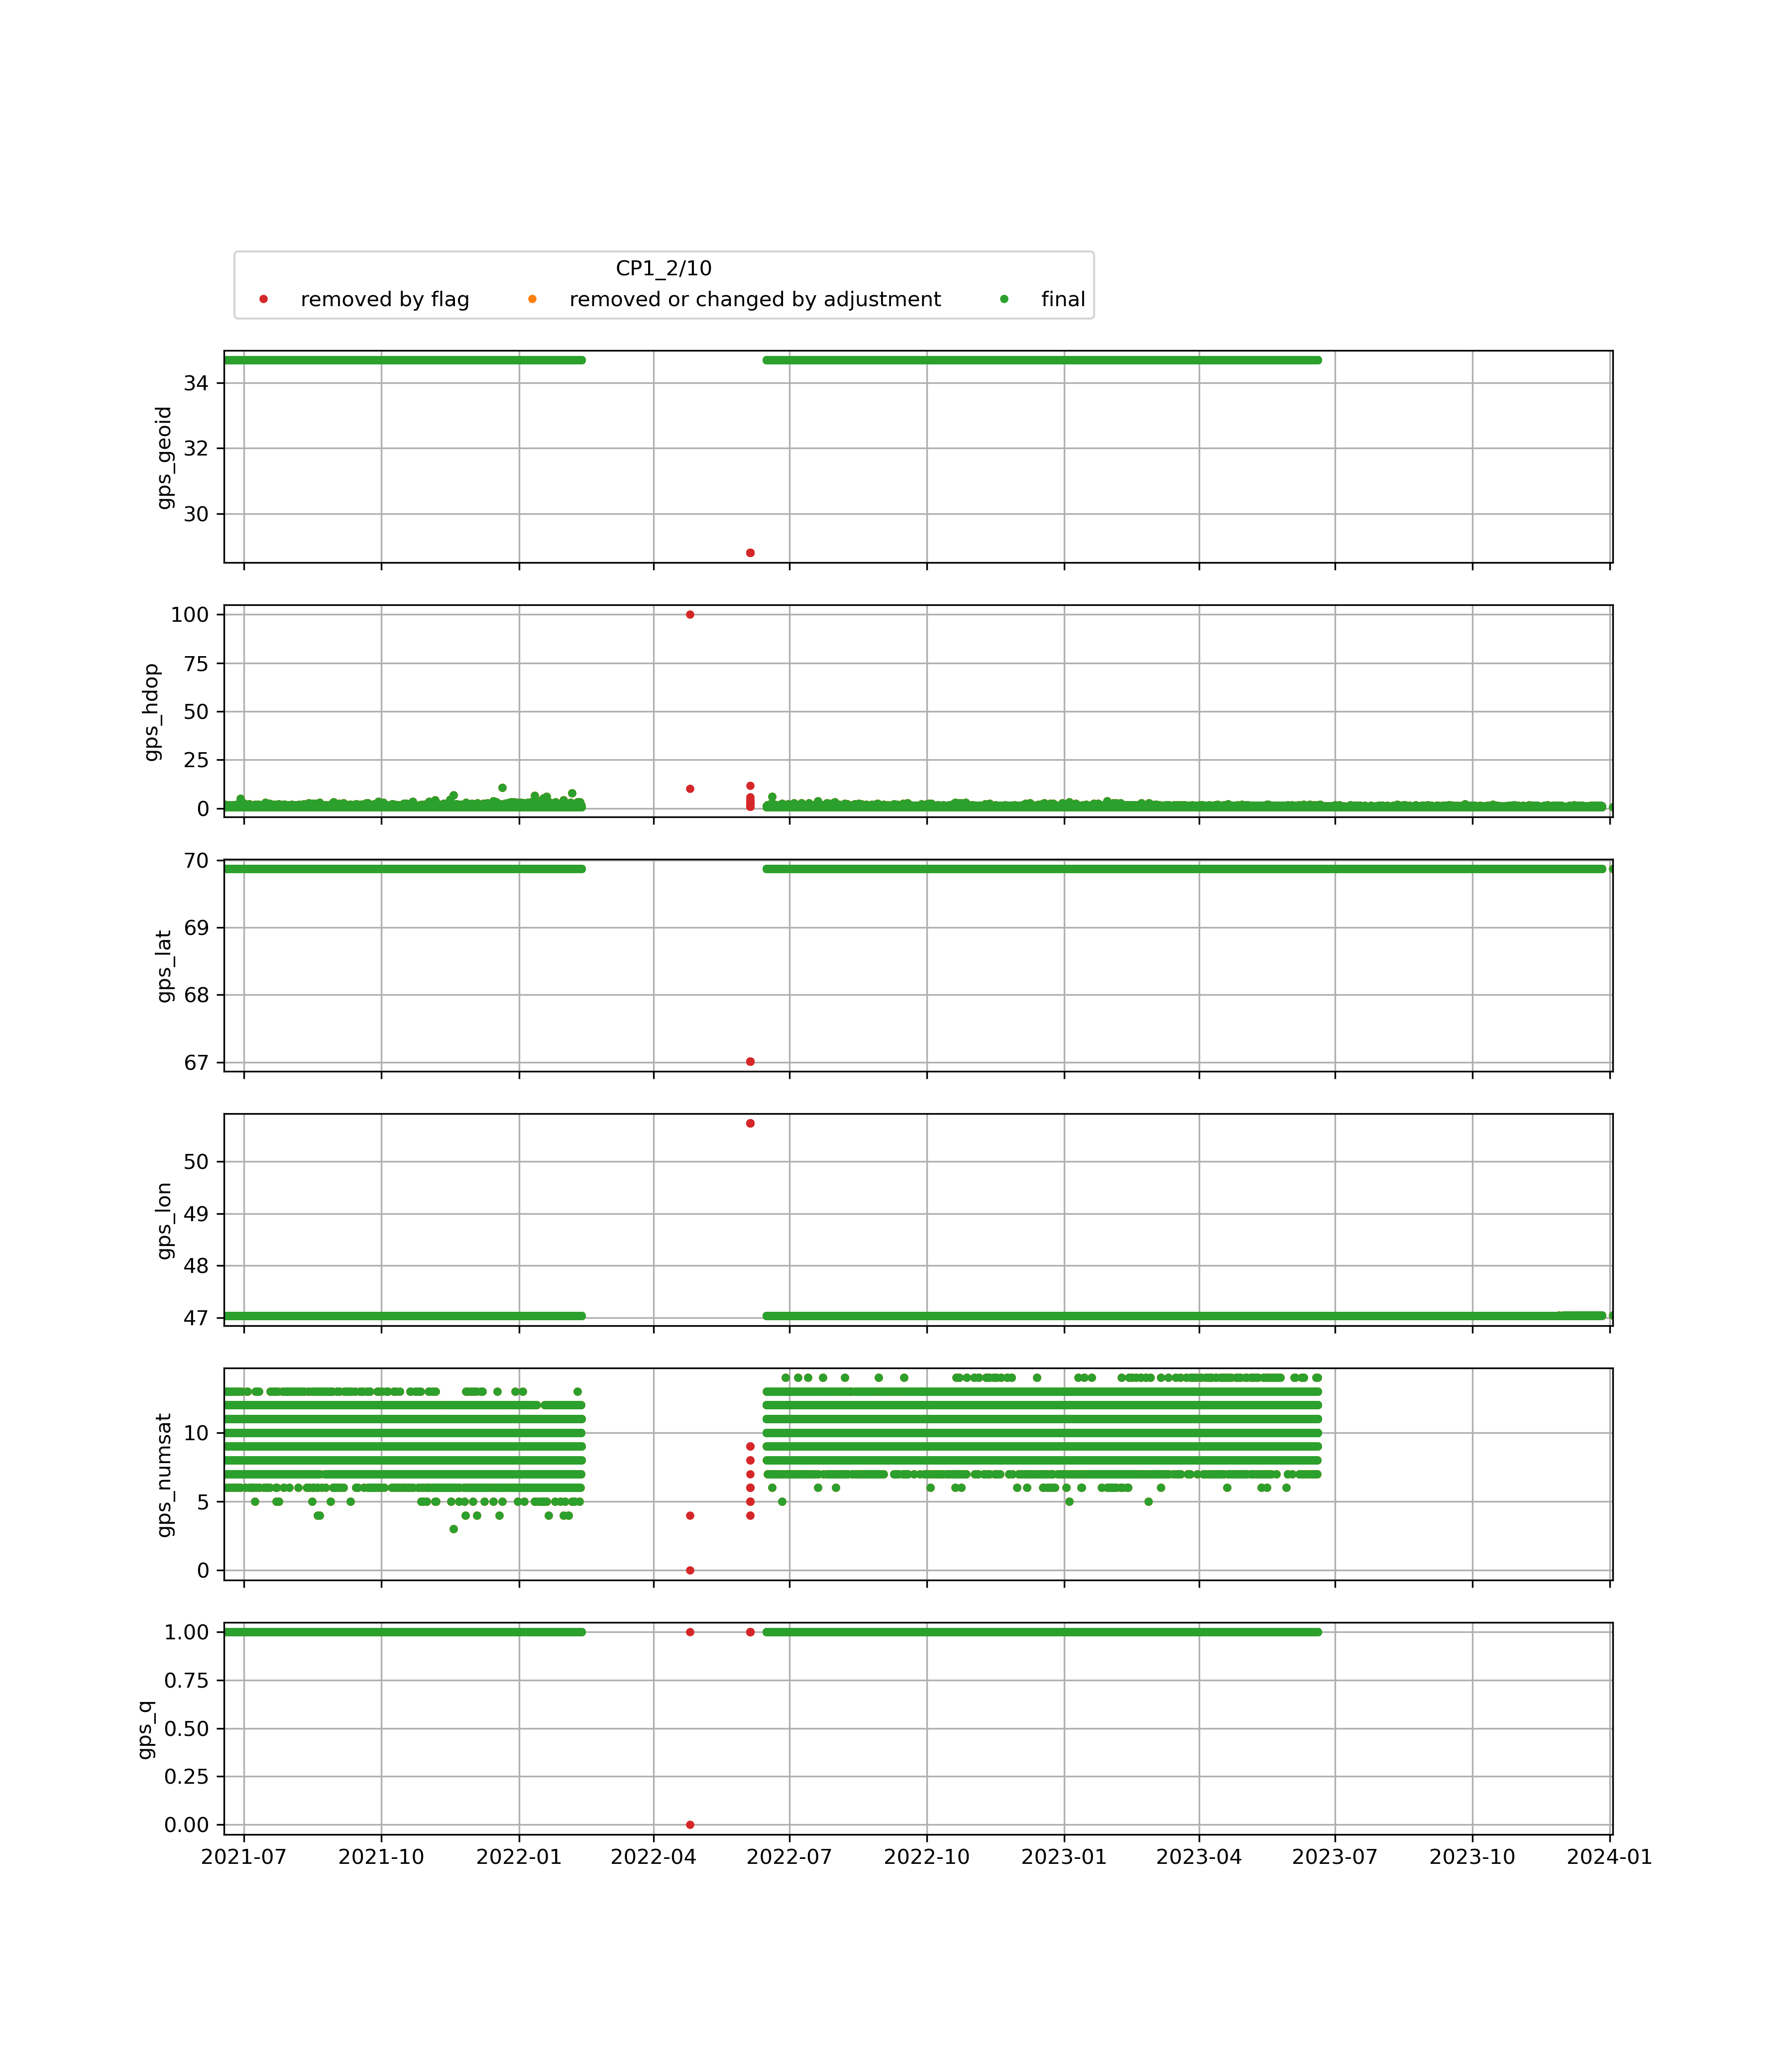 CP1_2/10
removed by flag removed or changed by adjustment final
gps_geoid
34
32
30
gps_hdop
100
75
50
25
0
gps_lat
70
69
68
67
gps_lon
50
49
48
47
gps_numsat
10
5
0
gps_q
1.00
0.75
0.50
0.25
0.00
2021-07 2021-10 2022-01 2022-04 2022-07 2022-10 2023-01 2023-04 2023-07 2023-10 2024-01